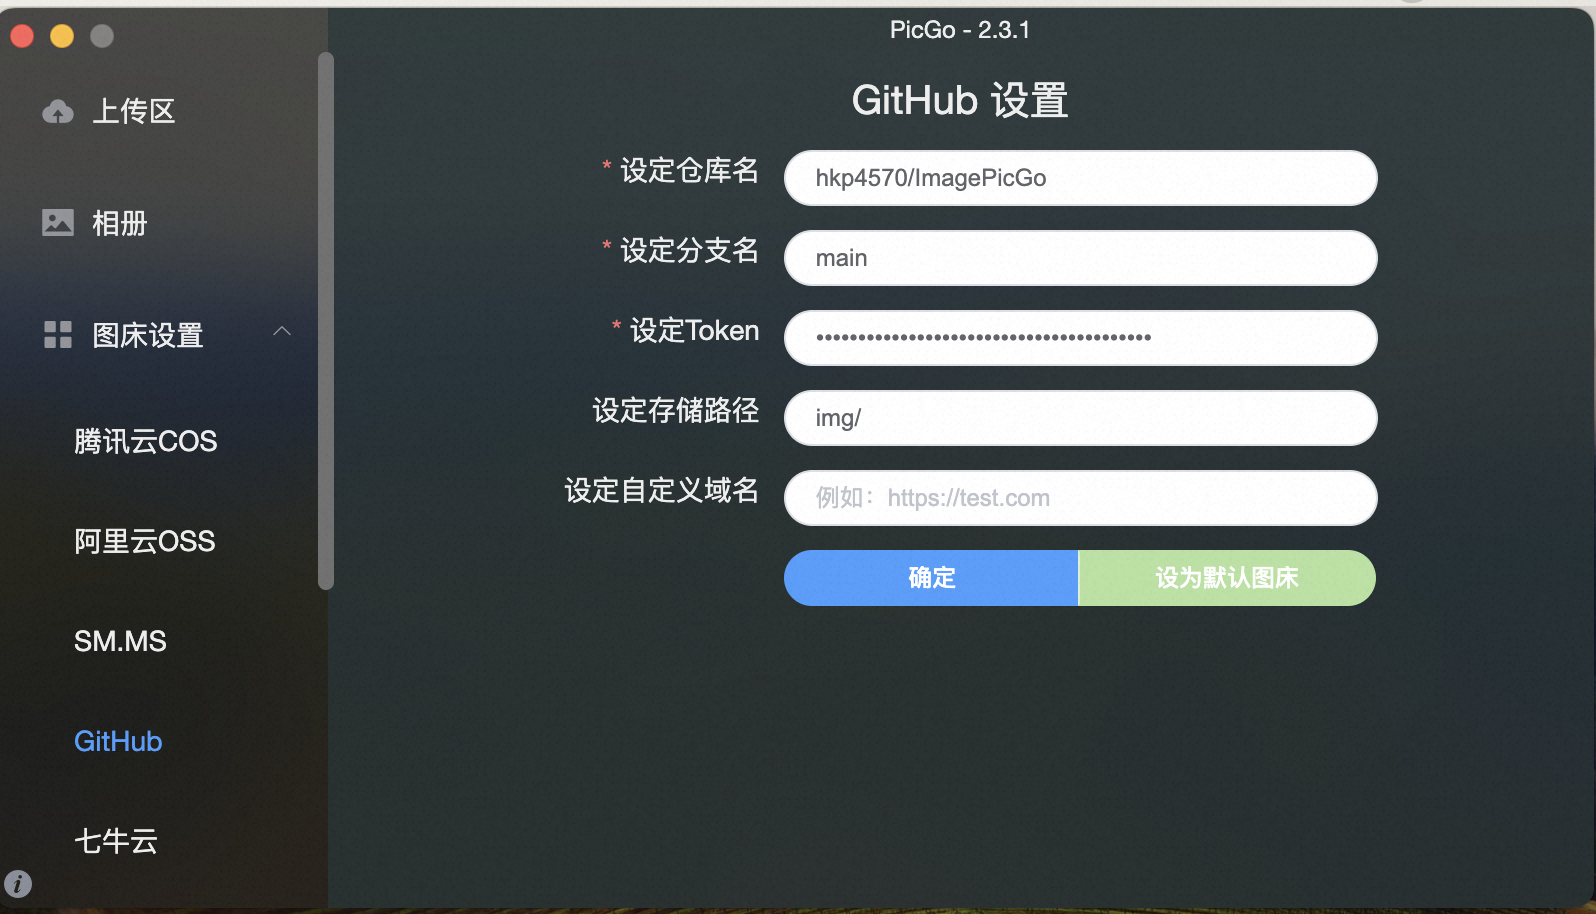 PicGo - 2.3.1
上传区
相册
图床设置
腾讯云COS
阿里云OSS
SM.MS
GitHub
七牛云
GitHub 设置
* 设定仓库名
hkp4570/ImagePicGo
* 设定分支名
main
* 设定Token
••••••••••••••••••••••••••••••••••••••••
设定存储路径
img/
设定自定义域名
例如：https://test.com
确定
设为默认图床